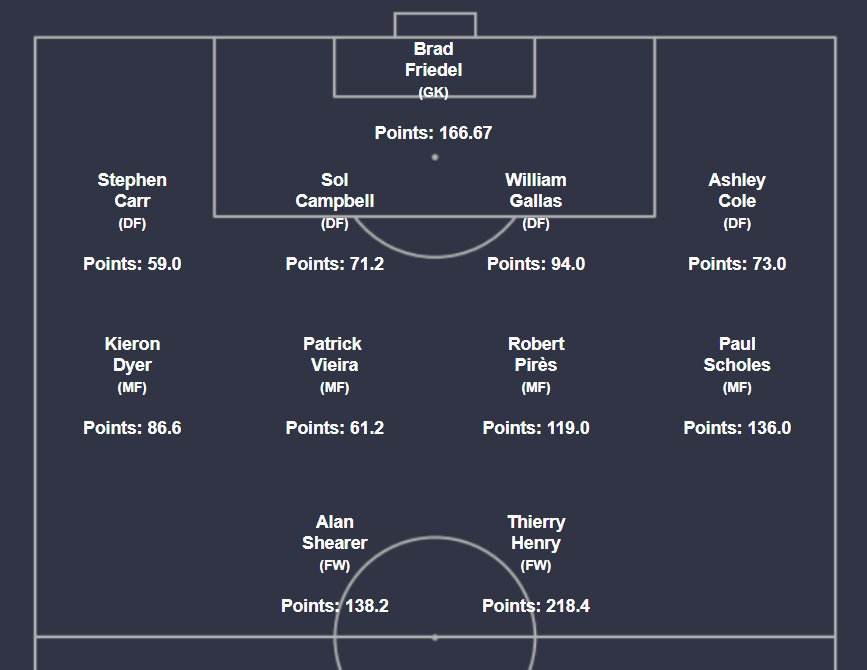 Brad
Friedel
(GK)
Points: 166.67
Stephen
Carr
(DF)
Points: 59.0
Sol
Campbell
(DF)
Points: 71.2
William
Gallas
(DF)
Points: 94.0
Ashley
Cole
(DF)
Points: 73.0
Kieron
Dyer
(MF)
Points: 86.6
Patrick
Vieira
(MF)
Points: 61.2
Robert
Pirès
(MF)
Points: 119.0
Paul
Scholes
(MF)
Points: 136.0
Alan
Shearer
(FW)
Points: 138.2
Thierry
Henry
(FW)
Points: 218.4